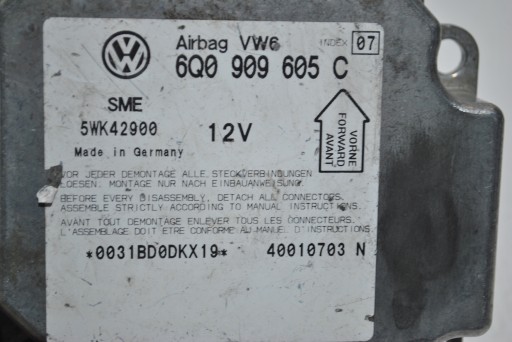 Airbag VW6 INDEX 07
6Q0 909 605 C
SME
5WK42900 12V
Made in Germany
VORNE
FORWARD
AVANT
VOR JEDER DEMONTAGE ALLE STECKVERBINDUNGEN
LOESEN. MONTAGE NUR NACH EINBAUANWEISUNG.
BEFORE EVERY DISASSEMBLY, DETACH ALL CONNECTORS.
ASSEMBLE STRICTLY ACCORDING TO MANUAL INSTRUCTIONS.
AVANT TOUT DEMONTAGE ENLEVER TOUS LES CONNECTEURS.
L'ASSEMBLAGE DOIT ETRE CONFORME AU MANUEL D'INSTRUCTIONS
*0031BD0DKX19* 40010703 N